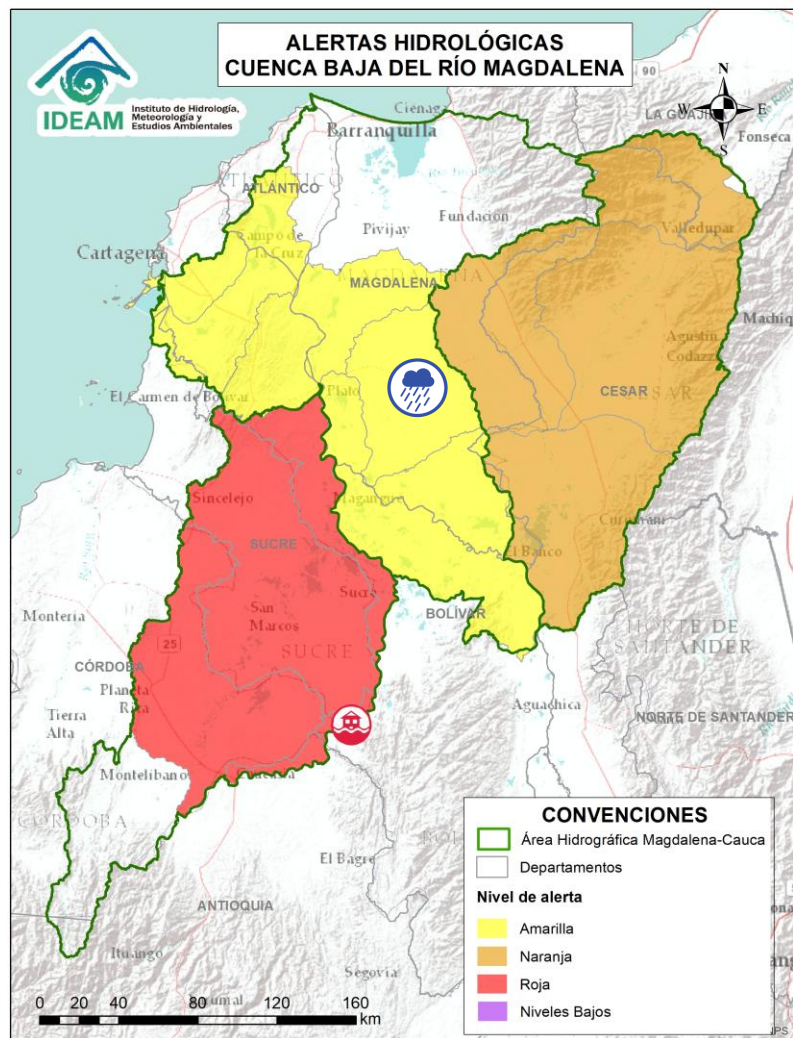 ALERTAS HIDROLÓGICAS
CUENCA BAJA DEL RÍO MAGDALENA
IDEAM
Instituto de Hidrología,
Meteorología y
Estudios Ambientales
N
W
E
S
90
LA GUAJIRA
Fonseca
Ciénaga
Barranquilla
ATLÁNTICO
Pivijay
Fundación
Valledupar
Cartagena
Campo de
la Cruz
MAGDALENA
Machiq
Agustín
Codazzi
El Carmen de Bolívar
Plato
CESAR
Sincelejo
Magangué
SUCRE
Curumaní
El Banco
Sucre
BOLÍVAR
Montería
San
Marcos
SUCRE
25
NORTE DE
SANTANDER
CÓRDOBA
Planeta
Rica
Aguachica
Tierra
Alta
NORTE DE SANTANDER
Montelíbano
Caucasia
CÓRDOBA
El Bagre
ANTIOQUIA
Ituango
Segovia
Yarumal
0 20 40 80 120 160
km
CONVENCIONES
Área Hidrográfica Magdalena-Cauca
Departamentos
Nivel de alerta
Amarilla
Naranja
Roja
Niveles Bajos